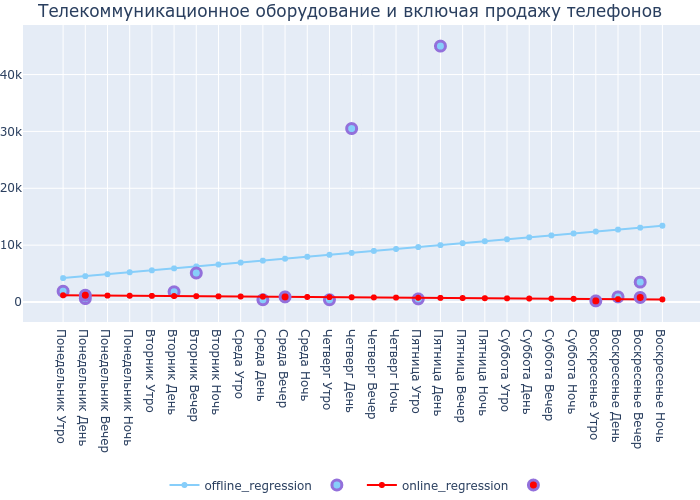 Телекоммуникационное оборудование и включая продажу телефонов
40k
30k
20k
10k
0
Понедельник Утро
Понедельник День
Понедельник Вечер
Понедельник Ночь
Вторник Утро
Вторник День
Вторник Вечер
Вторник Ночь
Среда Утро
Среда День
Среда Вечер
Среда Ночь
Четверг Утро
Четверг День
Четверг Вечер
Четверг Ночь
Пятница Утро
Пятница День
Пятница Вечер
Пятница Ночь
Суббота Утро
Суббота День
Суббота Вечер
Суббота Ночь
Воскресенье Утро
Воскресенье День
Воскресенье Вечер
Воскресенье Ночь
offline_regression
online_regression